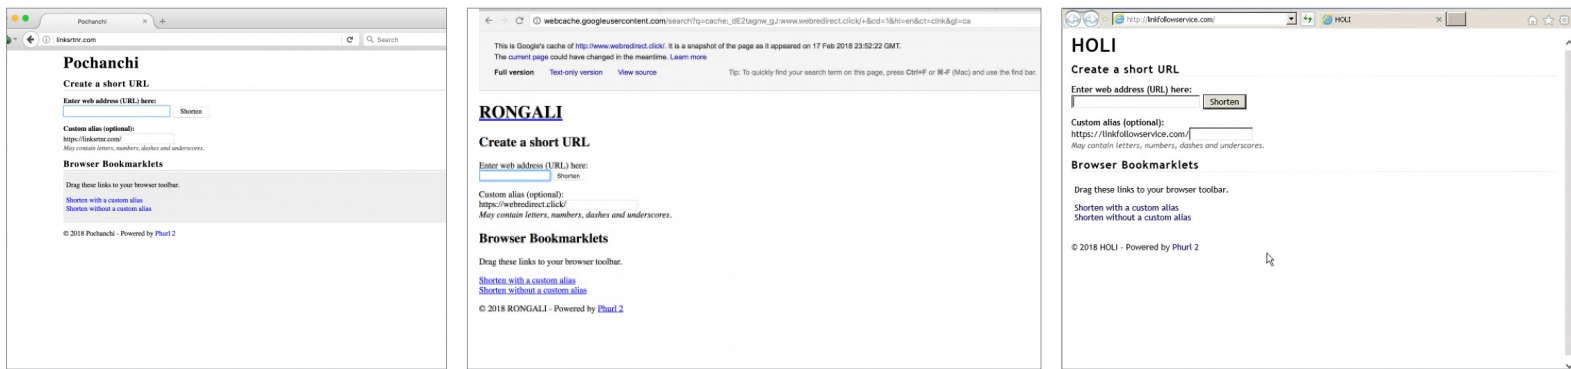 Pochanchi
linksrtnr.com
Search
Pochanchi
Create a short URL
Enter web address (URL) here:
Shorten
Custom alias (optional):
https://linksrtnr.com/
May contain letters, numbers, dashes and underscores.
Browser Bookmarklets
Drag these links to your browser toolbar.
Shorten with a custom alias
Shorten without a custom alias
© 2018 Pochanchi - Powered by Phurl 2
webcache.googleusercontent.com/search?q=cache:_dE2tagnw_gJ:www.webredirect.click/+&cd=1&hl=en&ct=clnk&gl=ca
This is Google's cache of http://www.webredirect.click/. It is a snapshot of the page as it appeared on 17 Feb 2018 23:52:22 GMT.
The current page could have changed in the meantime. Learn more
Full version Text-only version View source Tip: To quickly find your search term on this page, press Ctrl+F or ⌘-F (Mac) and use the find bar.
RONGALI
Create a short URL
Enter web address (URL) here:
Shorten
Custom alias (optional):
https://webredirect.click/
May contain letters, numbers, dashes and underscores.
Browser Bookmarklets
Drag these links to your browser toolbar.
Shorten with a custom alias
Shorten without a custom alias
© 2018 RONGALI - Powered by Phurl 2
http://linkfollowservice.com/ HOLI
HOLI
Create a short URL
Enter web address (URL) here:
Shorten
Custom alias (optional):
https://linkfollowservice.com/
May contain letters, numbers, dashes and underscores.
Browser Bookmarklets
Drag these links to your browser toolbar.
Shorten with a custom alias
Shorten without a custom alias
© 2018 HOLI - Powered by Phurl 2